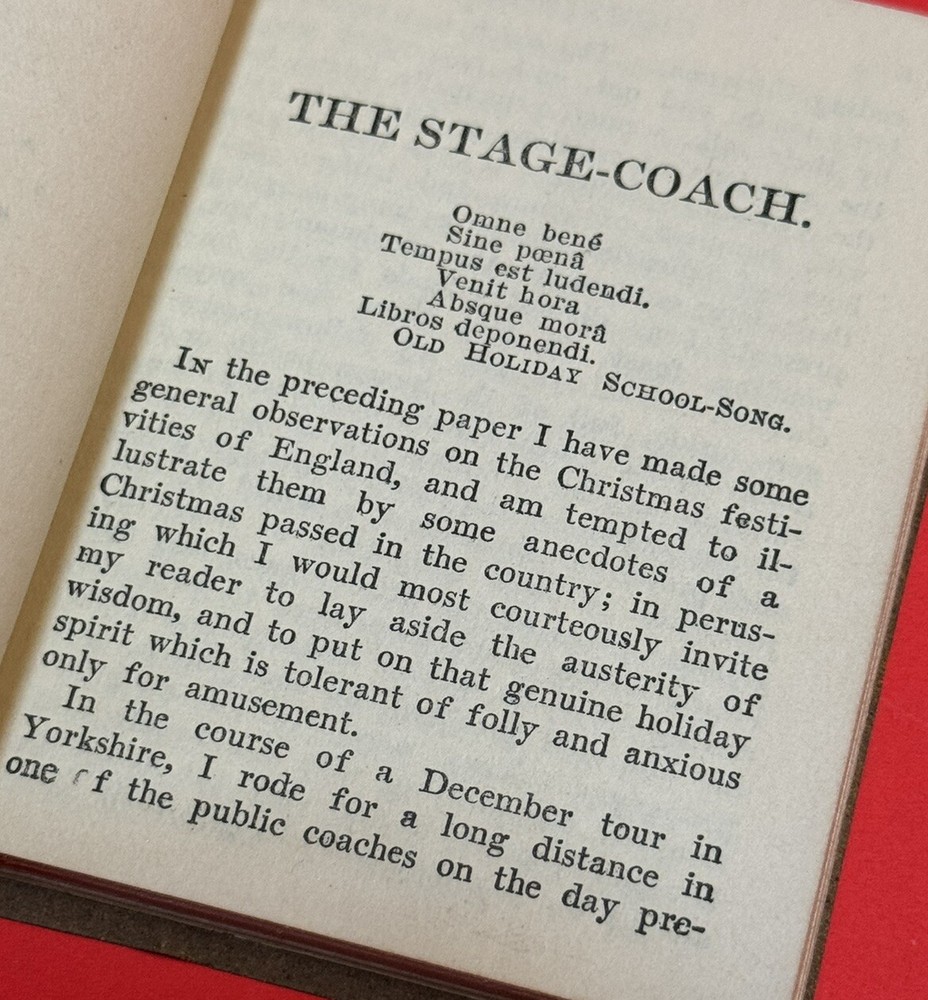 THE STAGE-COACH.
Omne bené
Sine pœnâ
Tempus est ludendi.
Venit hora
Absque morâ
Libros deponendi.
OLD HOLIDAY SCHOOL-SONG.
IN the preceding paper I have made some
general observations on the Christmas festi-
vities of England, and am tempted to il-
lustrate them by some anecdotes of a
Christmas passed in the country; in perus-
ing which I would most courteously invite
my reader to lay aside the austerity of
wisdom, and to put on that genuine holiday
spirit which is tolerant of folly and anxious
only for amusement.
In the course of a December tour in
Yorkshire, I rode for a long distance in
one of the public coaches on the day pre-